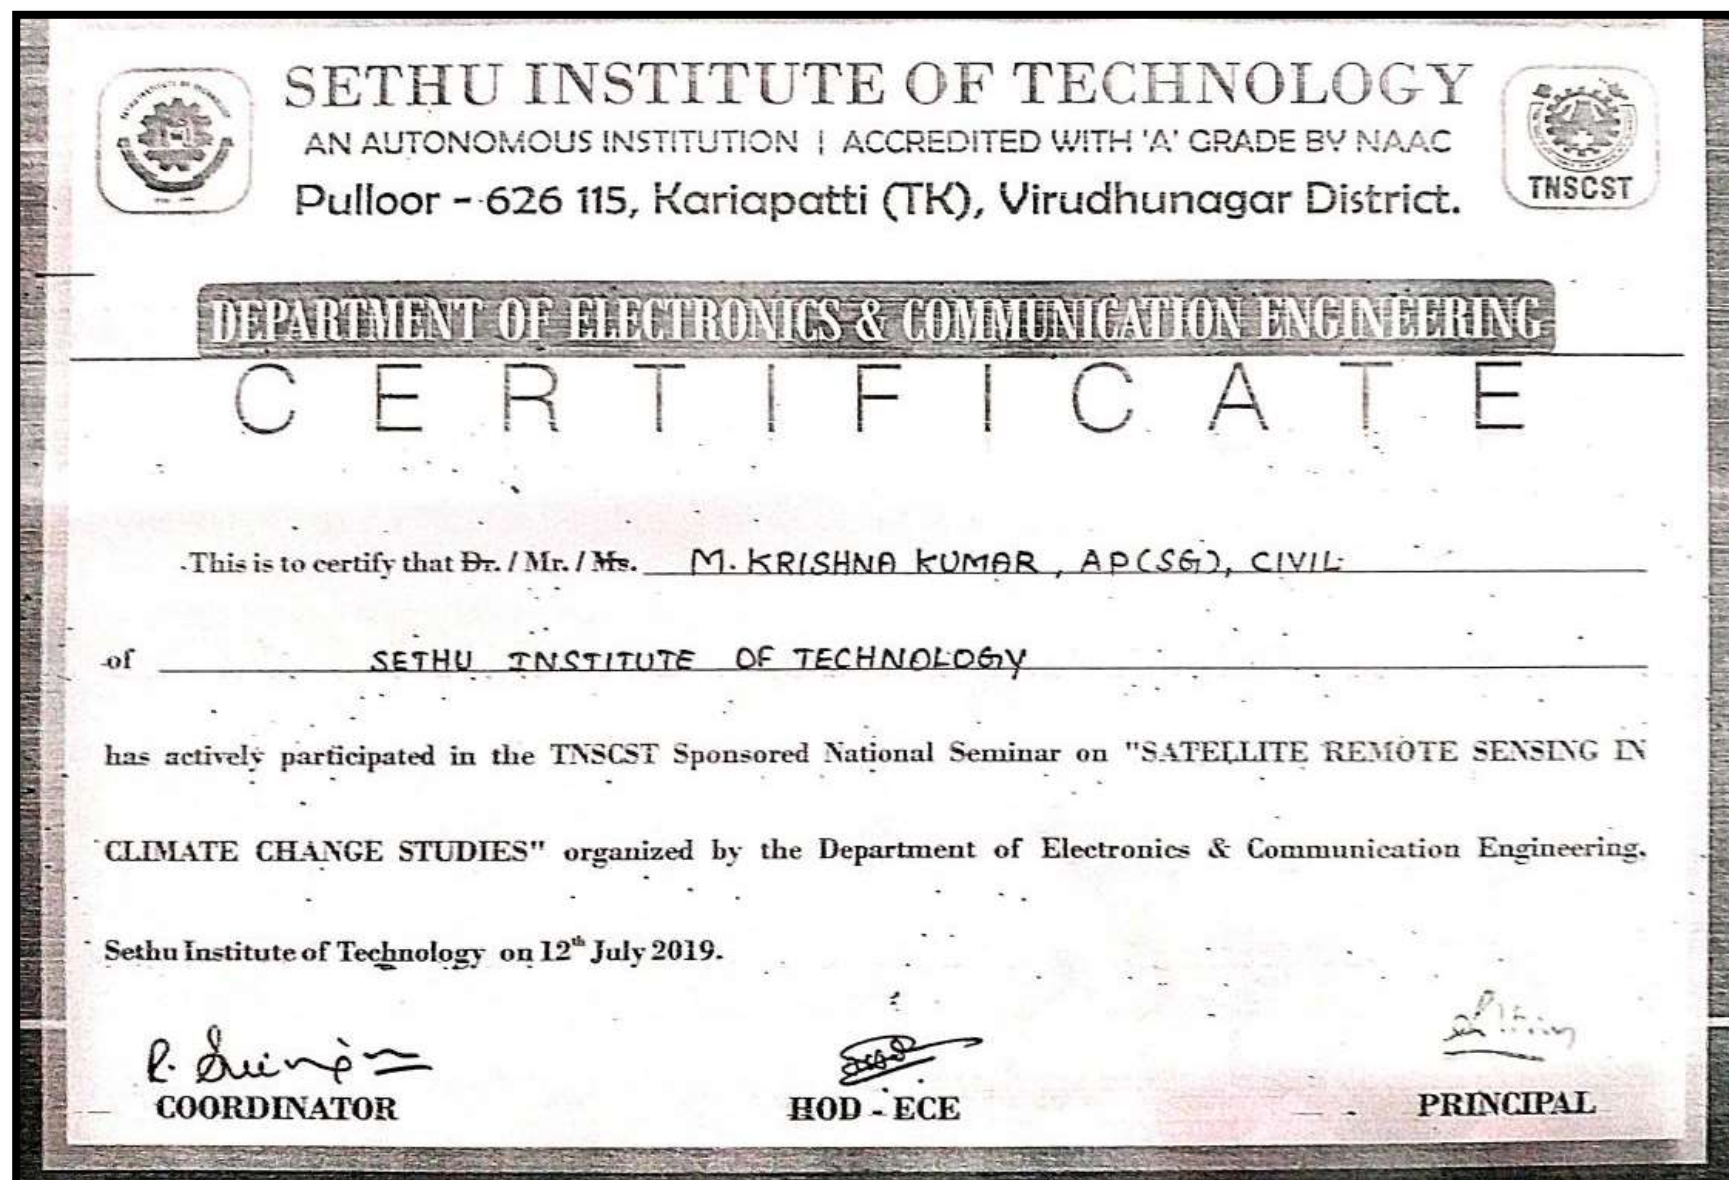 SETHU INSTITUTE OF TECHNOLOGY
AN AUTONOMOUS INSTITUTION | ACCREDITED WITH 'A' GRADE BY NAAC
Pulloor - 626 115, Kariapatti (TK), Virudhunagar District.
TNSCST
DEPARTMENT OF ELECTRONICS & COMMUNICATION ENGINEERING
CERTIFICATE
This is to certify that Dr. / Mr. / Ms. M. KRISHNA KUMAR, AP(SG), CIVIL
of SETHU INSTITUTE OF TECHNOLOGY
has actively participated in the TNSCST Sponsored National Seminar on "SATELLITE REMOTE SENSING IN
CLIMATE CHANGE STUDIES" organized by the Department of Electronics & Communication Engineering,
Sethu Institute of Technology on 12th July 2019.
COORDINATOR
HOD - ECE
PRINCIPAL